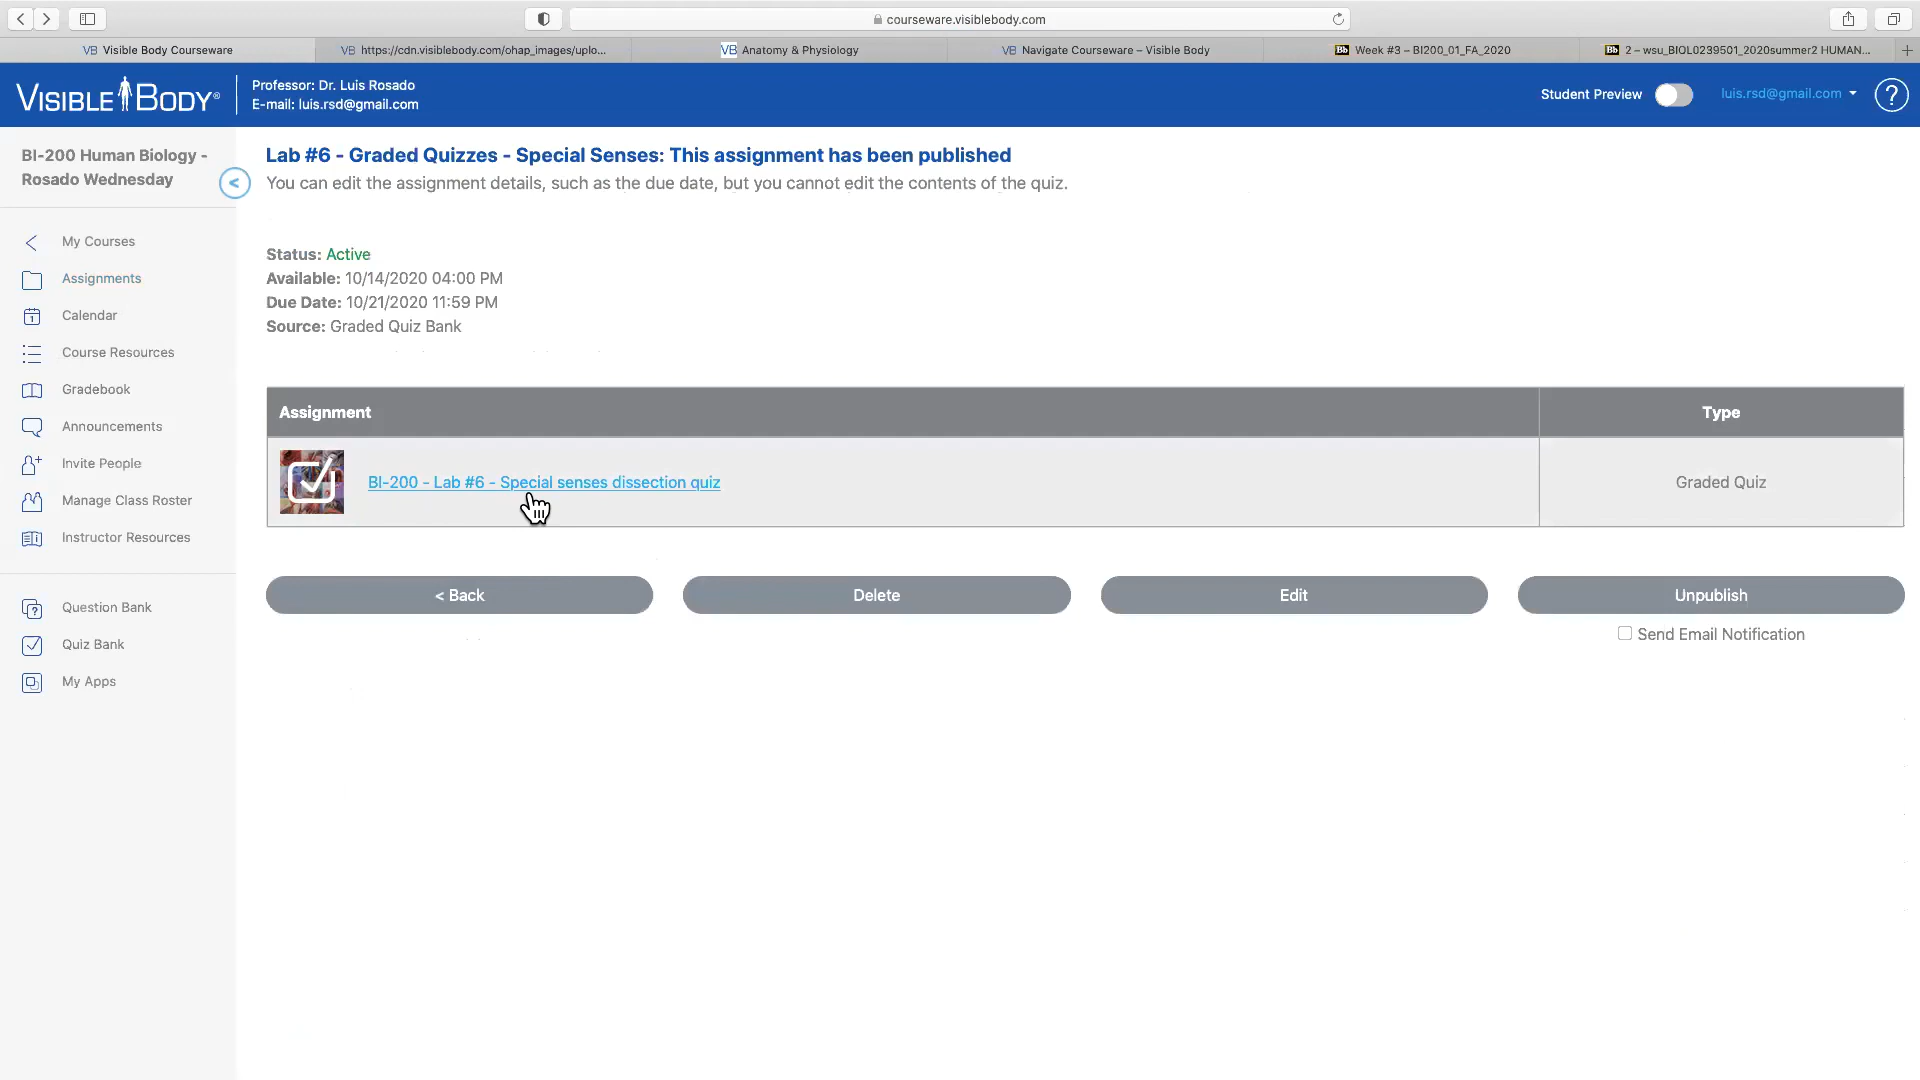 courseware.visiblebody.com
VB Visible Body Courseware
VB https://cdn.visiblebody.com/ohap_images/uplo...
VB Anatomy & Physiology
VB Navigate Courseware – Visible Body
Bb Week #3 – BI200_01_FA_2020
Bb 2 – wsu_BIOL0239501_2020summer2 HUMAN...
VISIBLE BODY®
Professor: Dr. Luis Rosado
E-mail: luis.rsd@gmail.com
Student Preview
luis.rsd@gmail.com
?
BI-200 Human Biology -
Rosado Wednesday
<
My Courses
Assignments
Calendar
Course Resources
Gradebook
Announcements
Invite People
Manage Class Roster
Instructor Resources
Question Bank
Quiz Bank
My Apps
Lab #6 - Graded Quizzes - Special Senses: This assignment has been published
You can edit the assignment details, such as the due date, but you cannot edit the contents of the quiz.
Status: Active
Available: 10/14/2020 04:00 PM
Due Date: 10/21/2020 11:59 PM
Source: Graded Quiz Bank
Assignment
Type
BI-200 - Lab #6 - Special senses dissection quiz
Graded Quiz
< Back
Delete
Edit
Unpublish
Send Email Notification